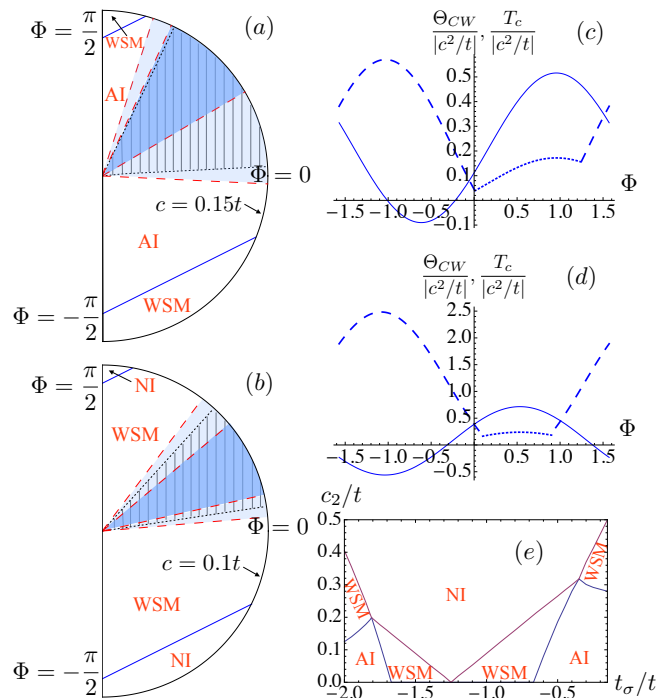 Φ = π/2
(a)
WSM
AI
Φ = 0
c = 0.15t
AI
WSM
Φ = −π/2
Φ = π/2
(b)
NI
WSM
Φ = 0
c = 0.1t
WSM
NI
Φ = −π/2
Θ_CW/|c²/t|, T_c/|c²/t|
(c)
0.5
0.4
0.3
0.2
0.1
Φ
-1.5 -1.0 -0.5 0.0 0.5 1.0 1.5
0.1
Θ_CW/|c²/t|, T_c/|c²/t|
(d)
2.5
2.0
1.5
1.0
0.5
Φ
-1.5 -1.0 -0.5 0.0 0.5 1.0 1.5
-0.5
c₂/t
0.5
0.4
0.3
0.2
0.1
0.0
(e)
WSM
NI
WSM
AI
WSM
WSM
AI
-2.0 -1.5 -1.0 -0.5
t_σ/t